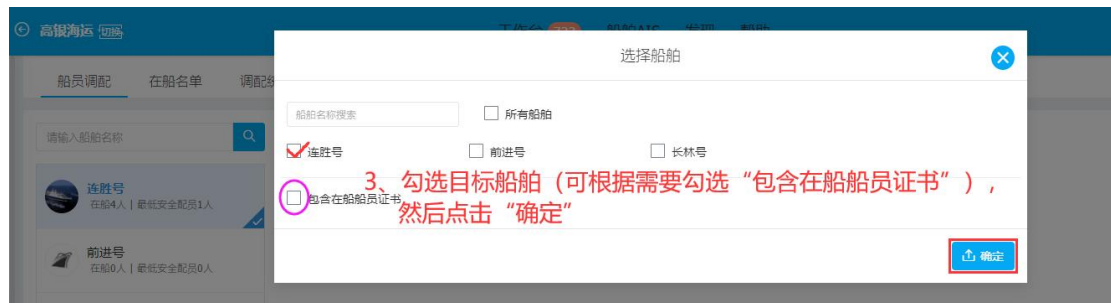 高银海运 切换
工作台 723 船舶AIS 发现 帮助
选择船舶
船员调配 在船名单
船舶名称搜索 所有船舶
请输入船舶名称
连胜号 前进号 长林号
3、勾选目标船舶（可根据需要勾选“包含在船船员证书”），
连胜号
在船4人 | 最低安全配员1人
包含在船船员证书
然后点击“确定”
前进号
在船0人 | 最低安全配员0人
确定